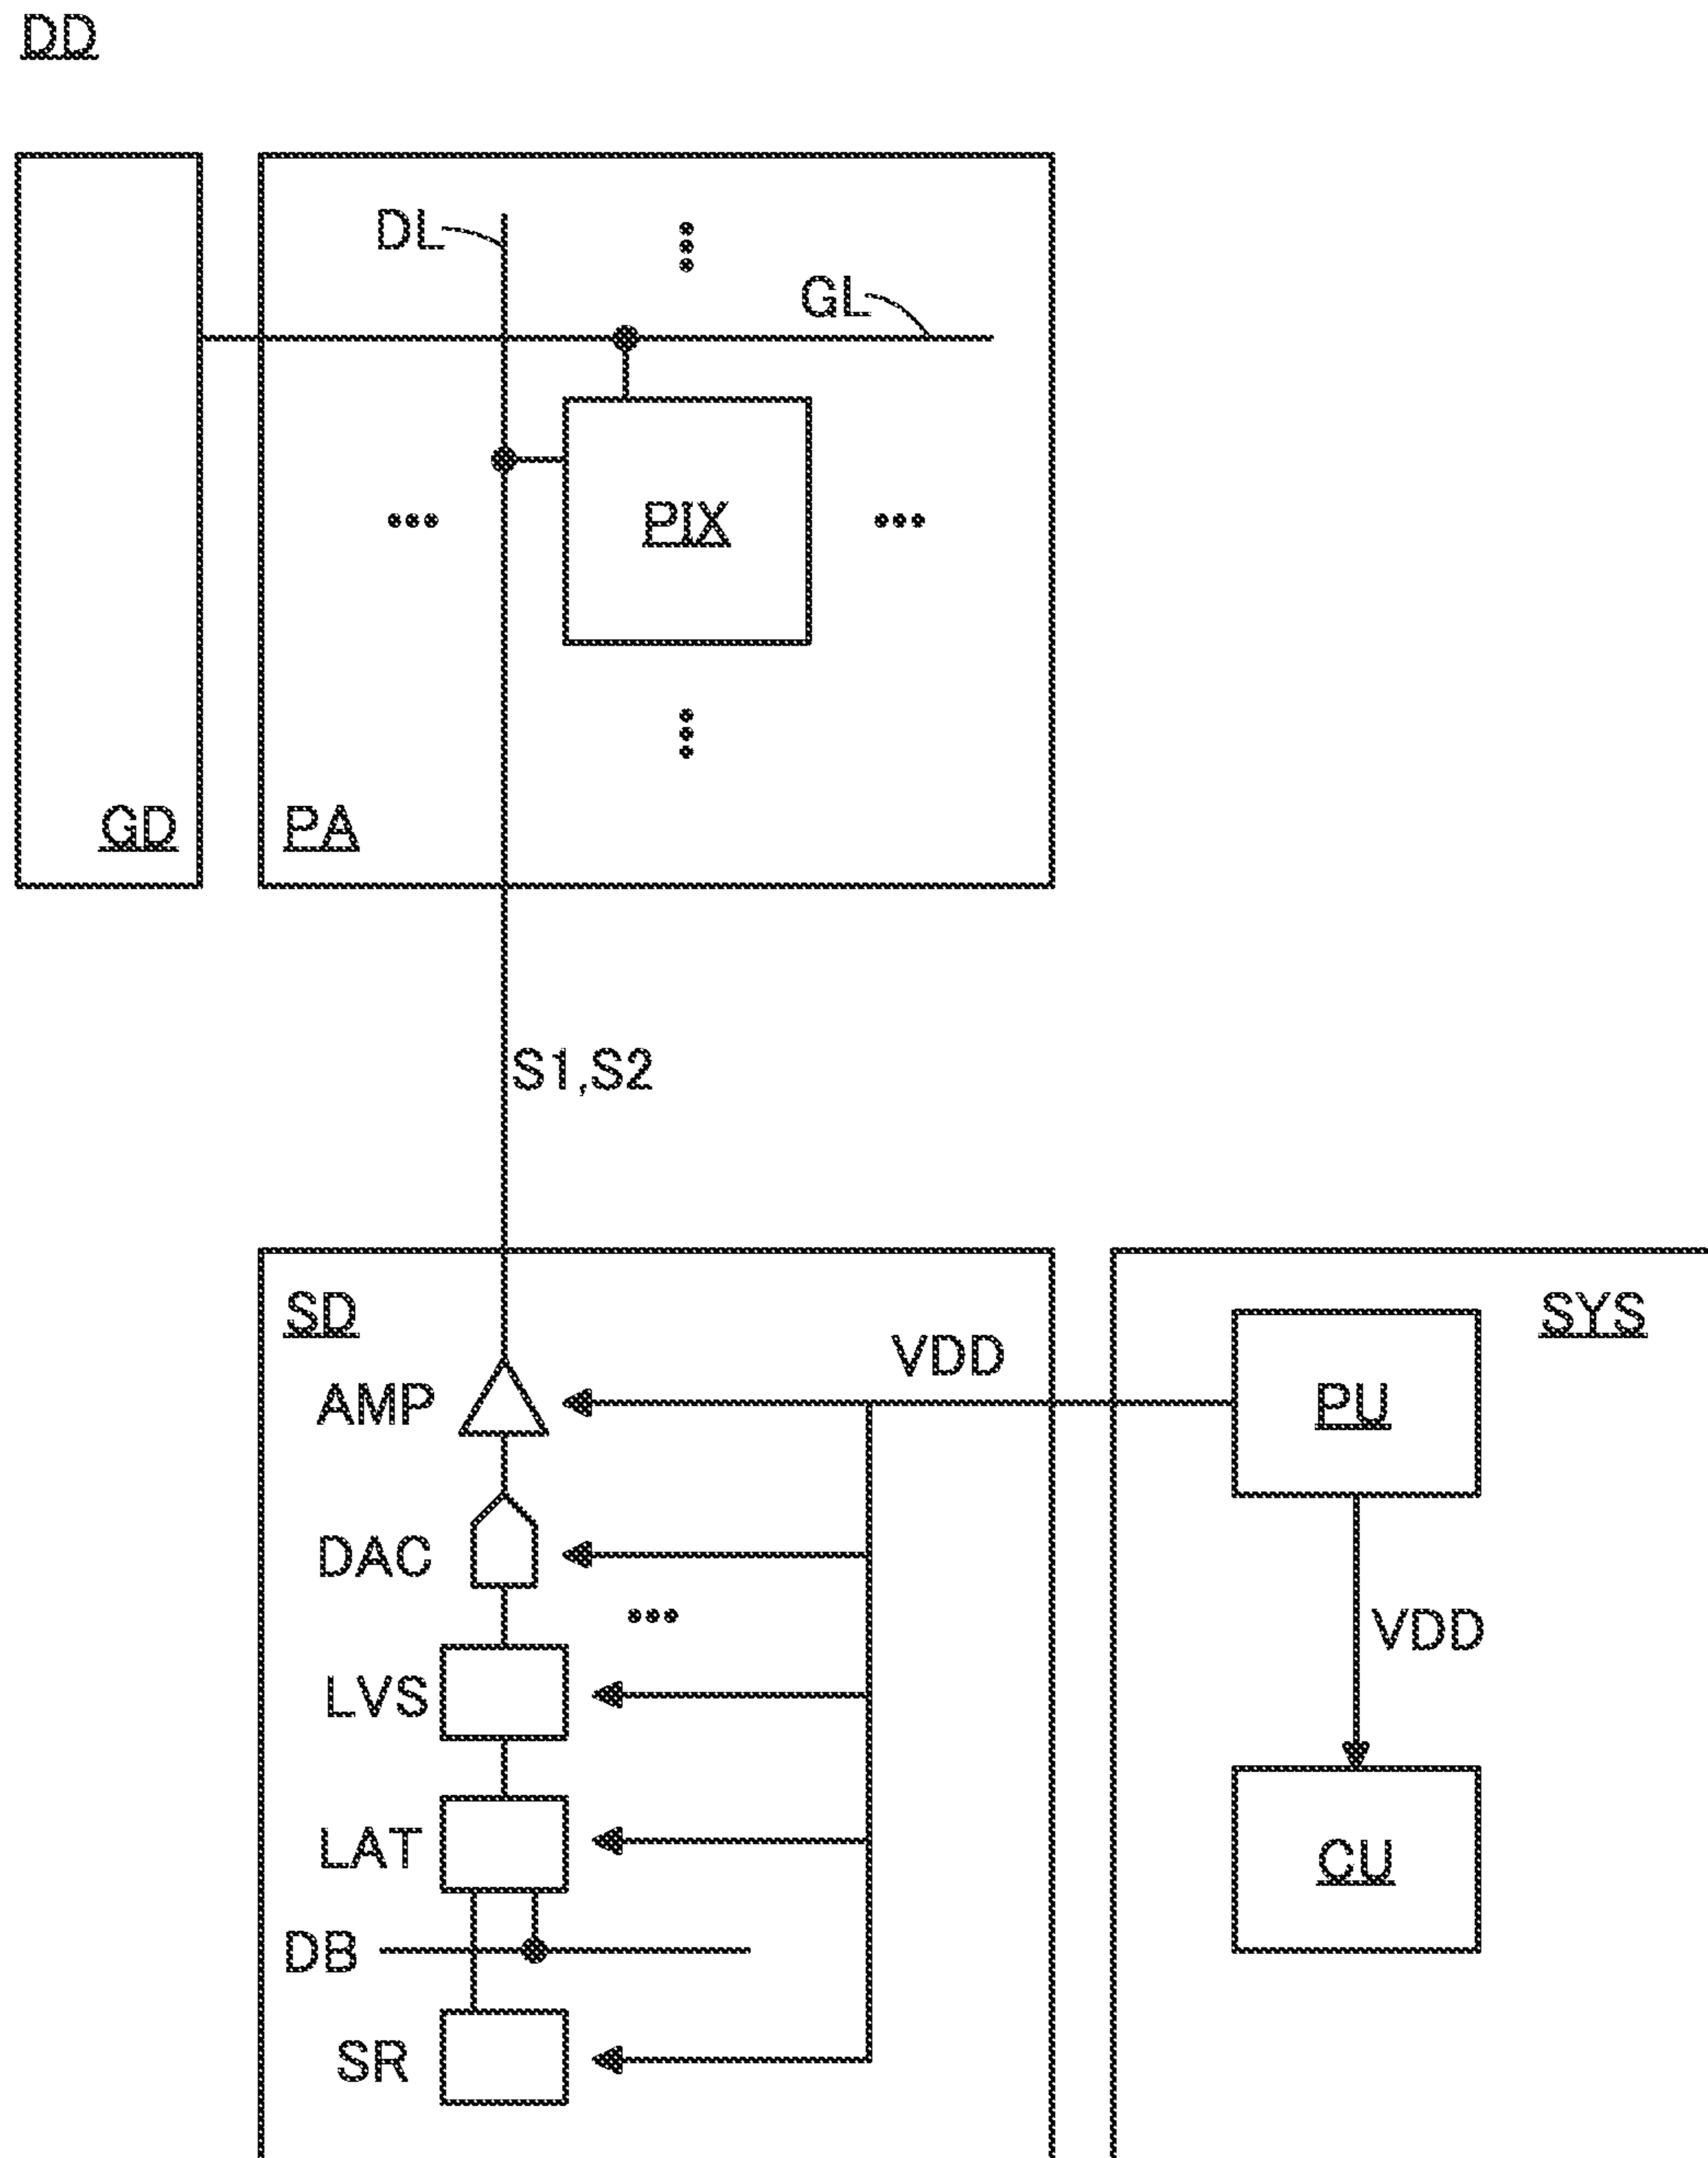 DD
DL
GL
PIX
GD
PA
S1,S2
SD
SYS
VDD
AMP
PU
DAC
VDD
LVS
LAT
CU
DB
SR